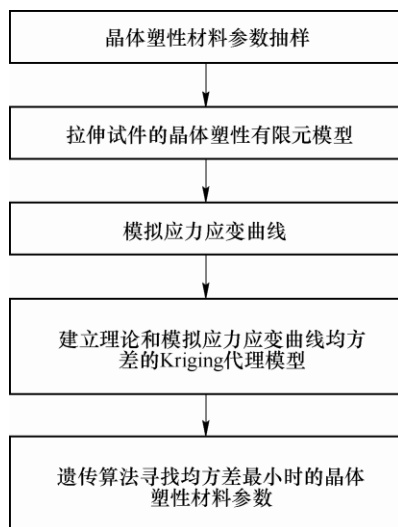 晶体塑性材料参数抽样
拉伸试件的晶体塑性有限元模型
模拟应力应变曲线
建立理论和模拟应力应变曲线均方
差的Kriging代理模型
遗传算法寻找均方差最小时的晶体
塑性材料参数